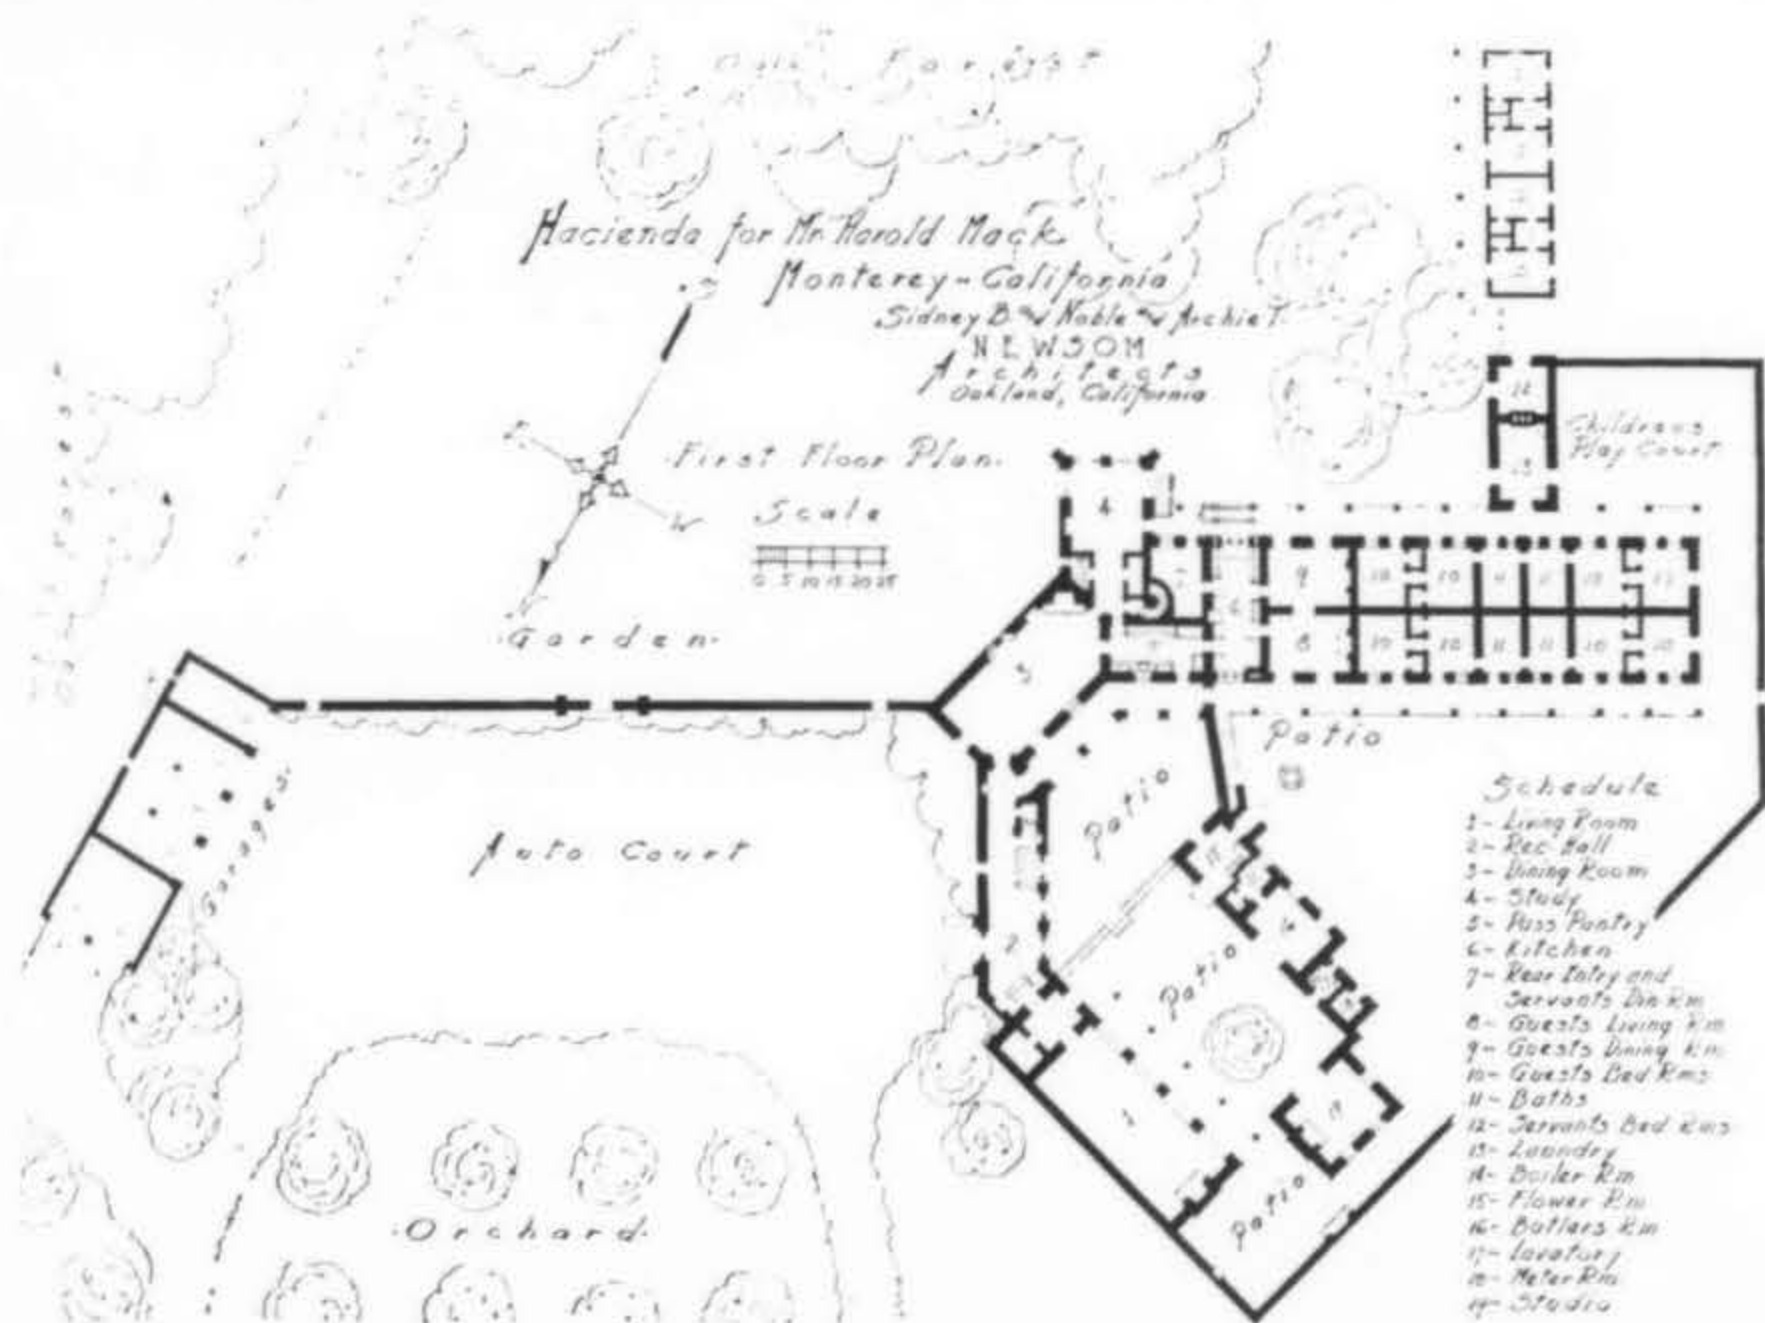 Oak Forest
Hacienda for Mr. Harold Mack
Monterey - California
Sidney B. and Noble and Archie T.
NEWSOM
Architects
Oakland, California
First Floor Plan.
Scale
0 5 10 15 20 25
Garden
Auto Court
Garages
Orchard
Childrens
Play Court
Patio
Patio
Patio
Patio
Schedule
1- Living Room
2- Rec Hall
3- Dining Room
4- Study
5- Pass Pantry
6- Kitchen
7- Rear Entry and
Servants Din Rm
8- Guests Living Rm
9- Guests Dining Rm
10- Guests Bed Rms
11- Baths
12- Servants Bed Rms
13- Laundry
14- Boiler Rm
15- Flower Rm
16- Butlers Rm
17- Lavatory
18- Meter Rm
19- Studio